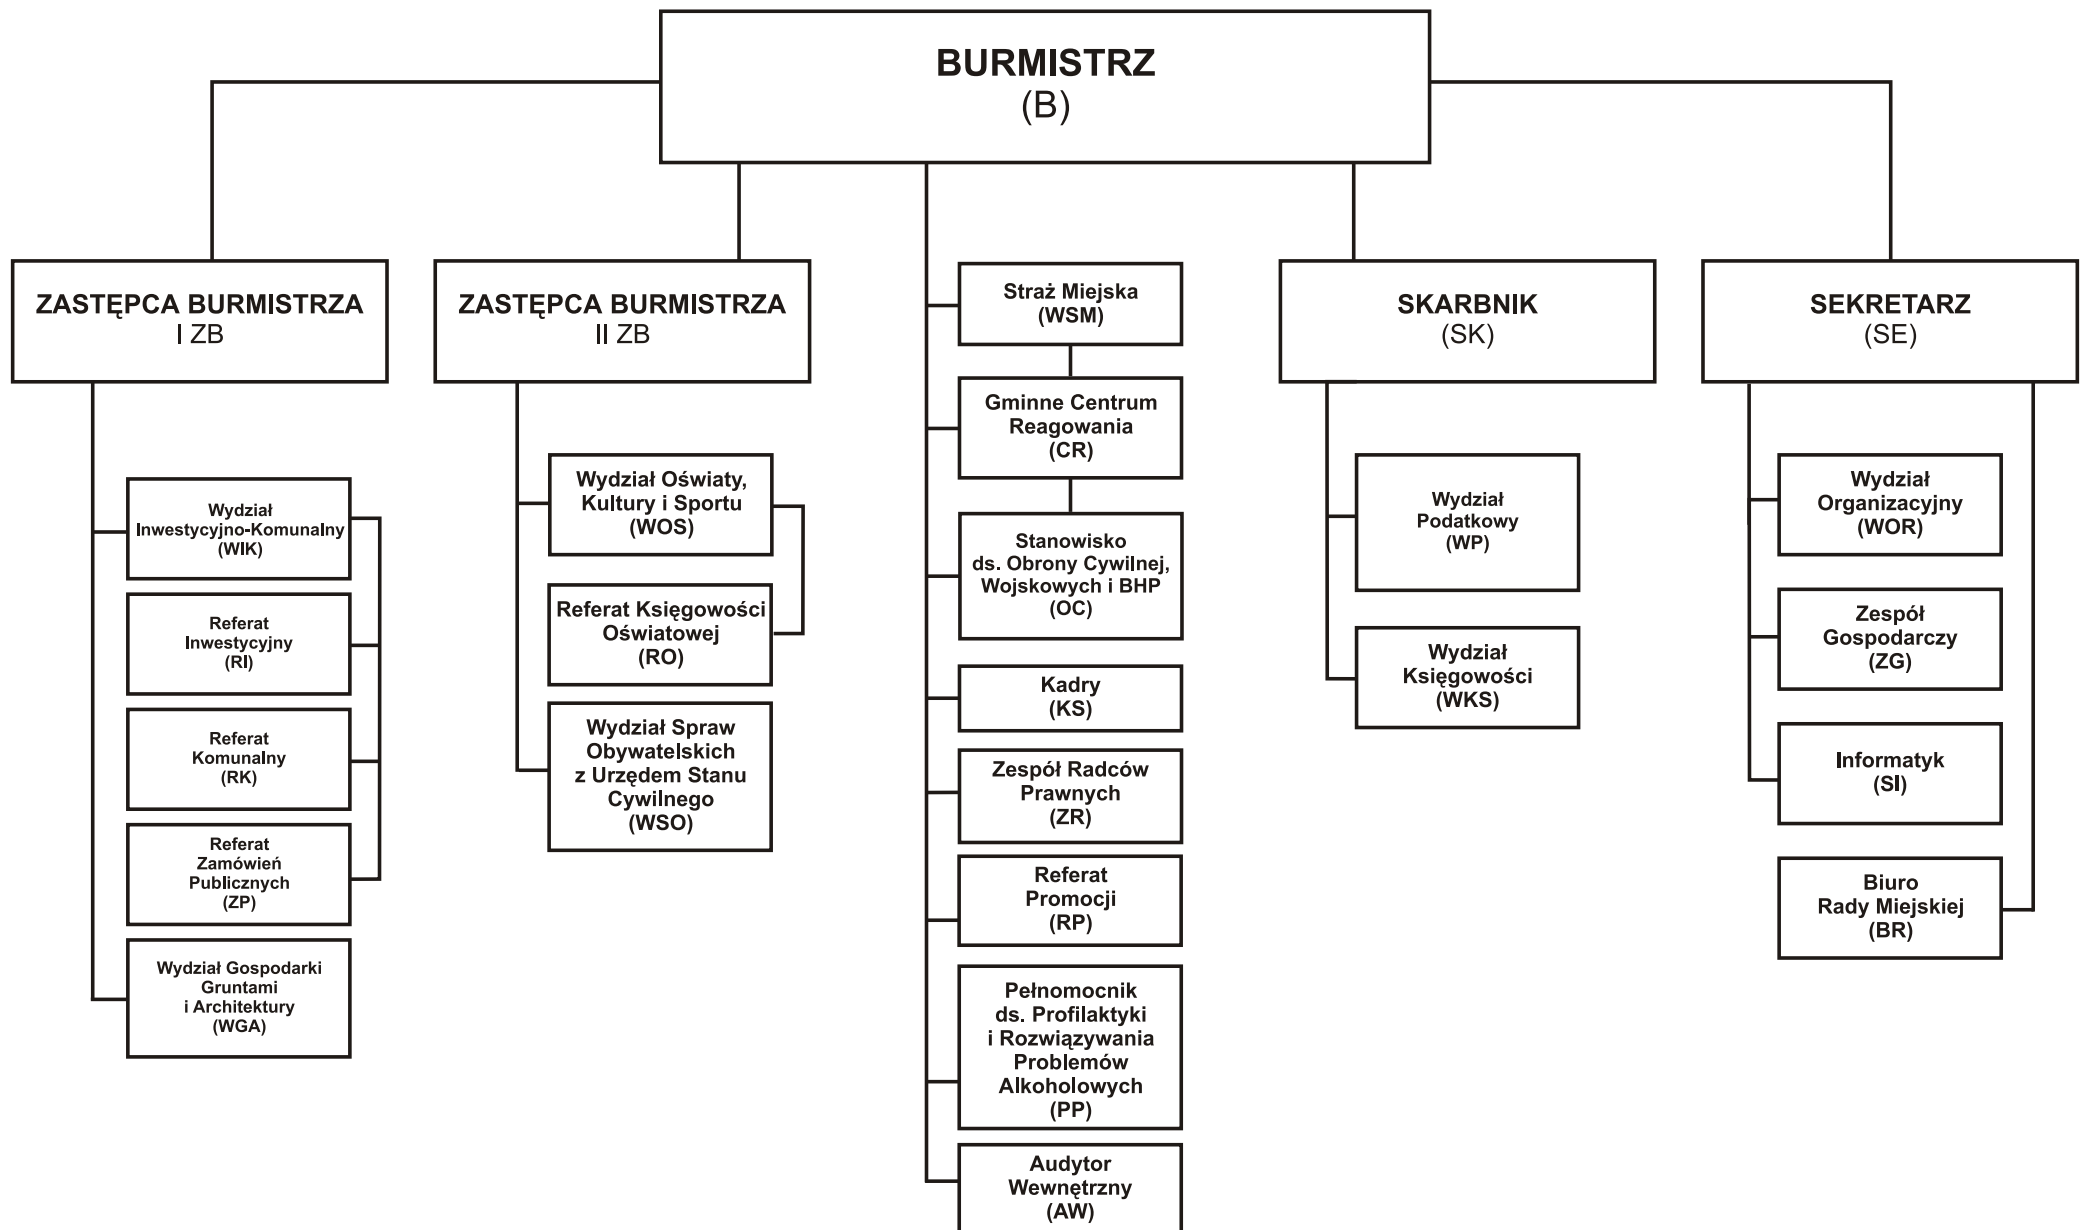 BURMISTRZ
(B)
ZASTĘPCA BURMISTRZA
I ZB
ZASTĘPCA BURMISTRZA
II ZB
SKARBNIK
(SK)
SEKRETARZ
(SE)
Wydział
Inwestycyjno-Komunalny
(WIK)
Referat
Inwestycyjny
(RI)
Referat
Komunalny
(RK)
Referat
Zamówień
Publicznych
(ZP)
Wydział Gospodarki
Gruntami
i Architektury
(WGA)
Wydział Oświaty,
Kultury i Sportu
(WOS)
Referat Księgowości
Oświatowej
(RO)
Wydział Spraw
Obywatelskich
z Urzędem Stanu
Cywilnego
(WSO)
Straż Miejska
(WSM)
Gminne Centrum
Reagowania
(CR)
Stanowisko
ds. Obrony Cywilnej,
Wojskowych i BHP
(OC)
Kadry
(KS)
Zespół Radców
Prawnych
(ZR)
Referat
Promocji
(RP)
Pełnomocnik
ds. Profilaktyki
i Rozwiązywania
Problemów
Alkoholowych
(PP)
Audytor
Wewnętrzny
(AW)
Wydział
Podatkowy
(WP)
Wydział
Księgowości
(WKS)
Wydział
Organizacyjny
(WOR)
Zespół
Gospodarczy
(ZG)
Informatyk
(SI)
Biuro
Rady Miejskiej
(BR)